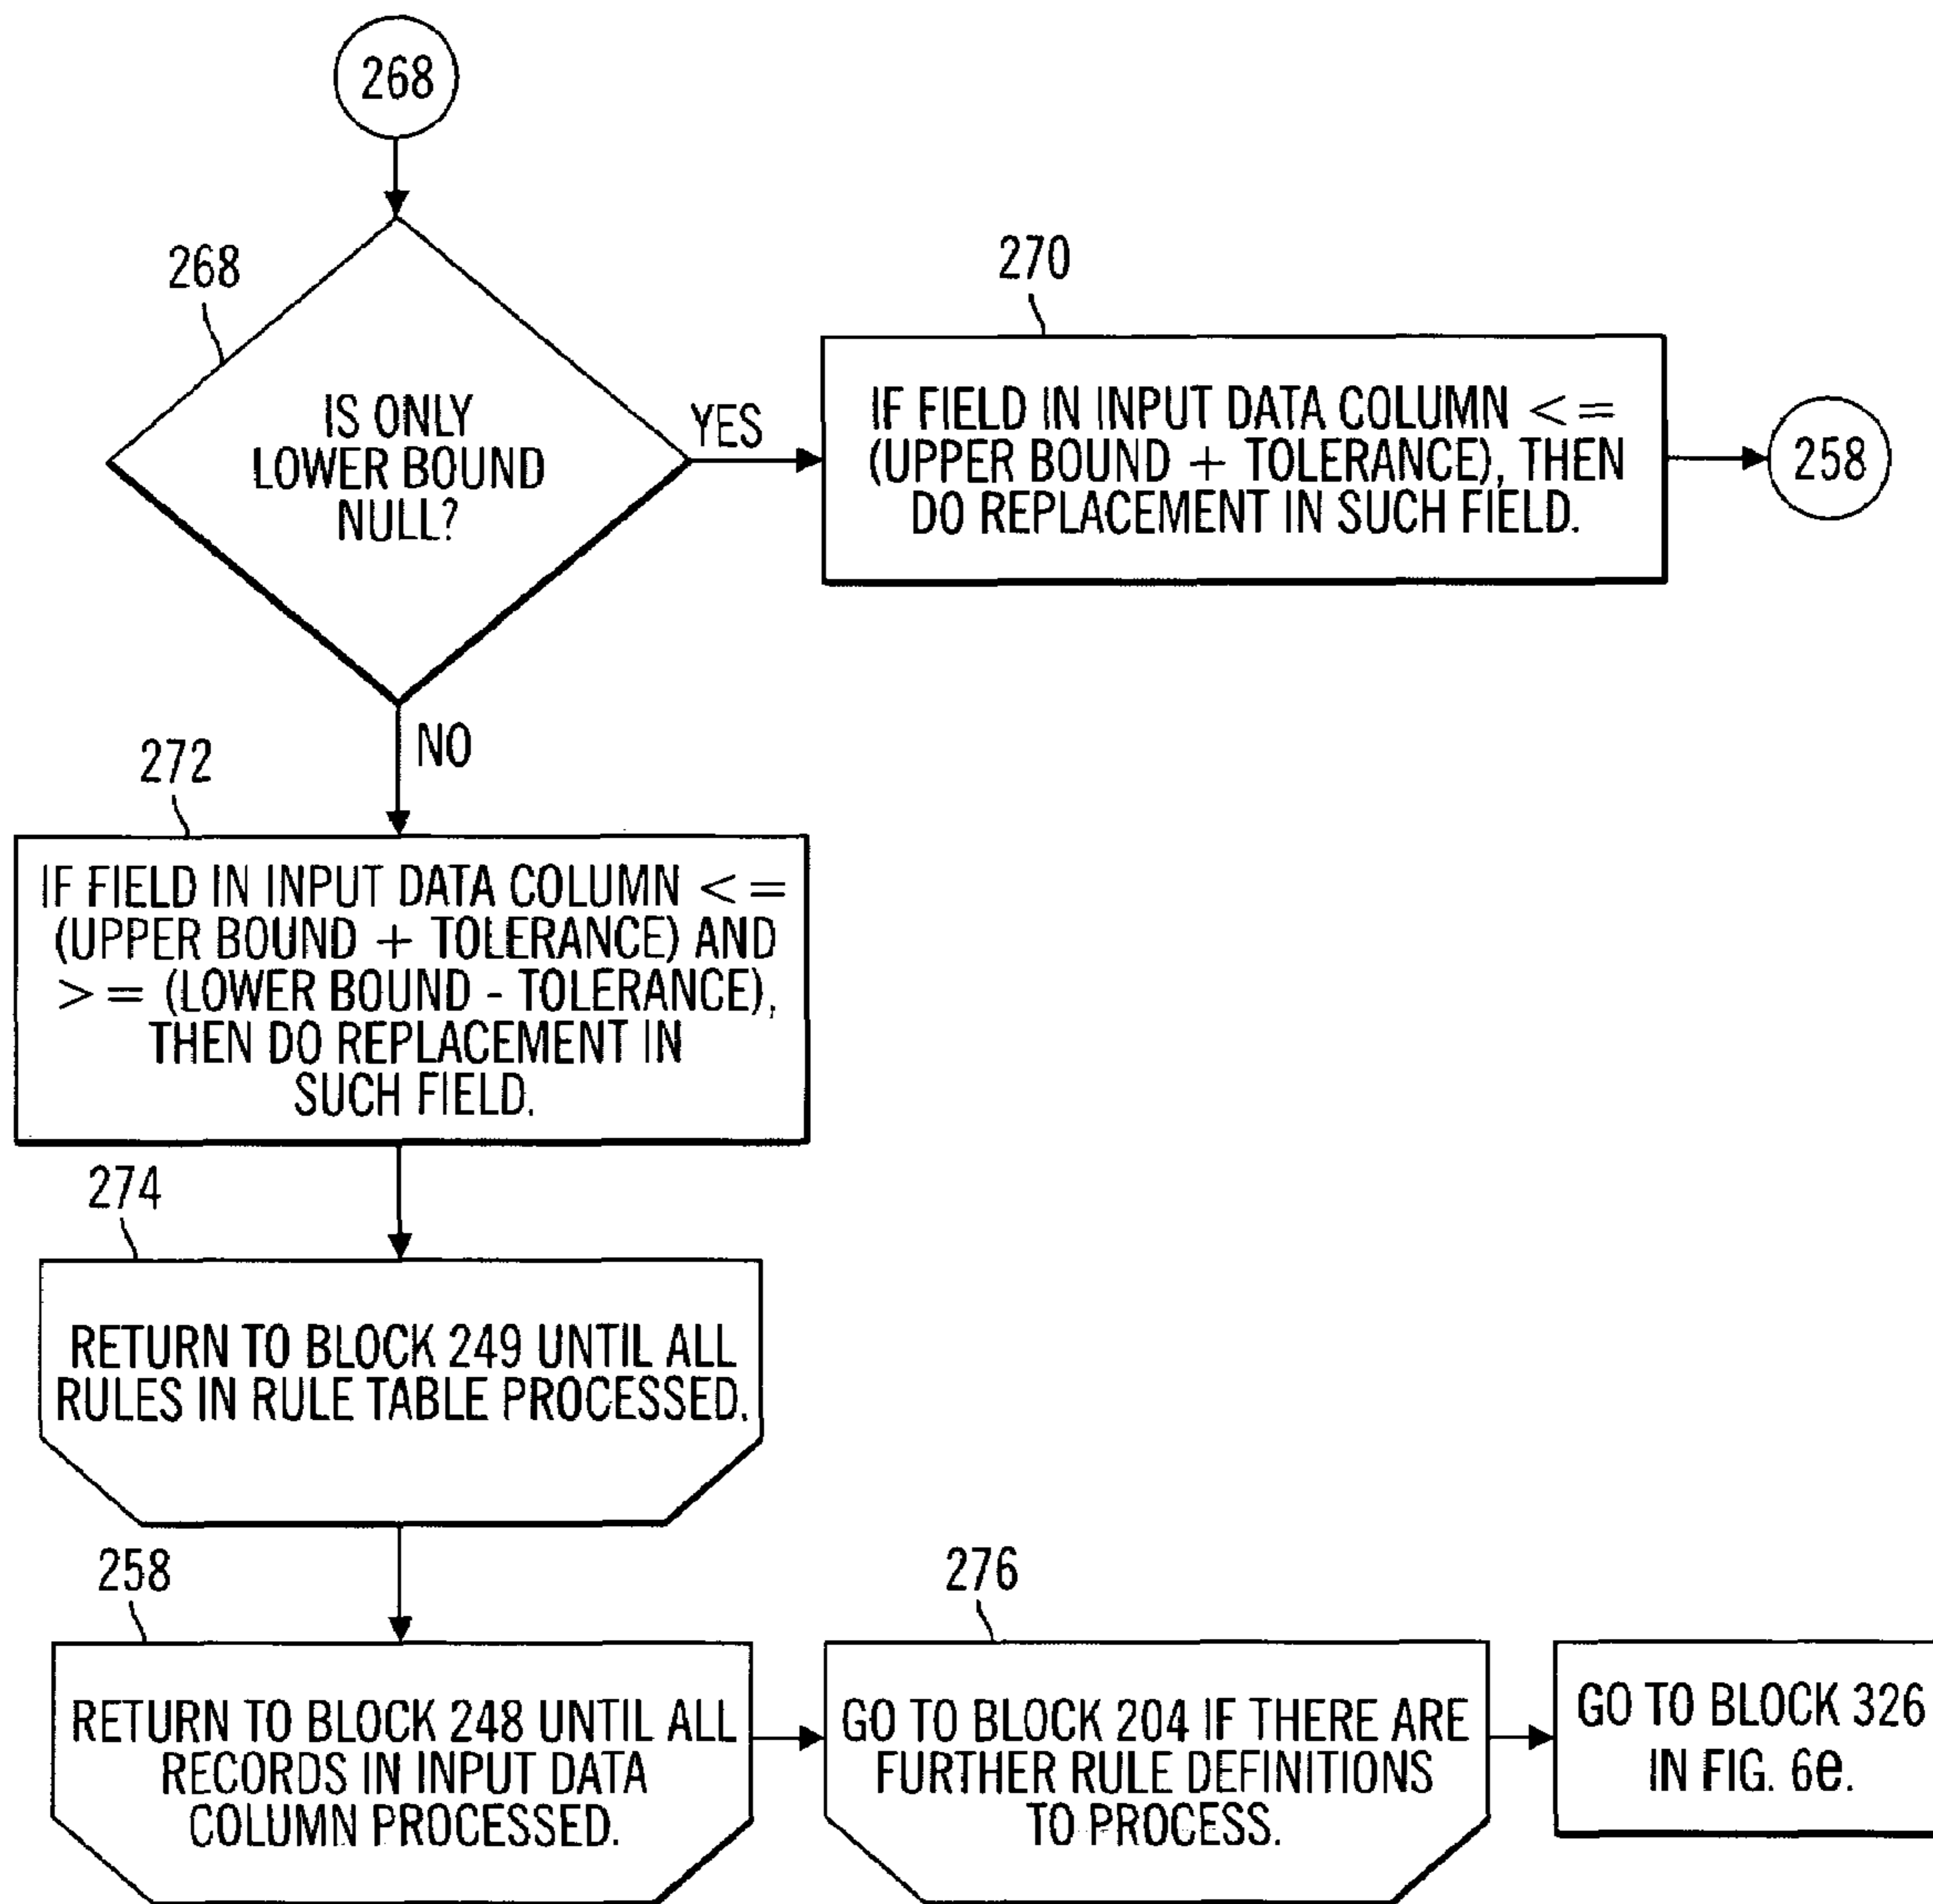 268
268
IS ONLY
LOWER BOUND
NULL?
YES
270
IF FIELD IN INPUT DATA COLUMN <=
(UPPER BOUND + TOLERANCE), THEN
DO REPLACEMENT IN SUCH FIELD.
258
NO
272
IF FIELD IN INPUT DATA COLUMN <=
(UPPER BOUND + TOLERANCE) AND
>= (LOWER BOUND - TOLERANCE),
THEN DO REPLACEMENT IN
SUCH FIELD.
274
RETURN TO BLOCK 249 UNTIL ALL
RULES IN RULE TABLE PROCESSED.
258
RETURN TO BLOCK 248 UNTIL ALL
RECORDS IN INPUT DATA
COLUMN PROCESSED.
276
GO TO BLOCK 204 IF THERE ARE
FURTHER RULE DEFINITIONS
TO PROCESS.
GO TO BLOCK 326
IN FIG. 6e.